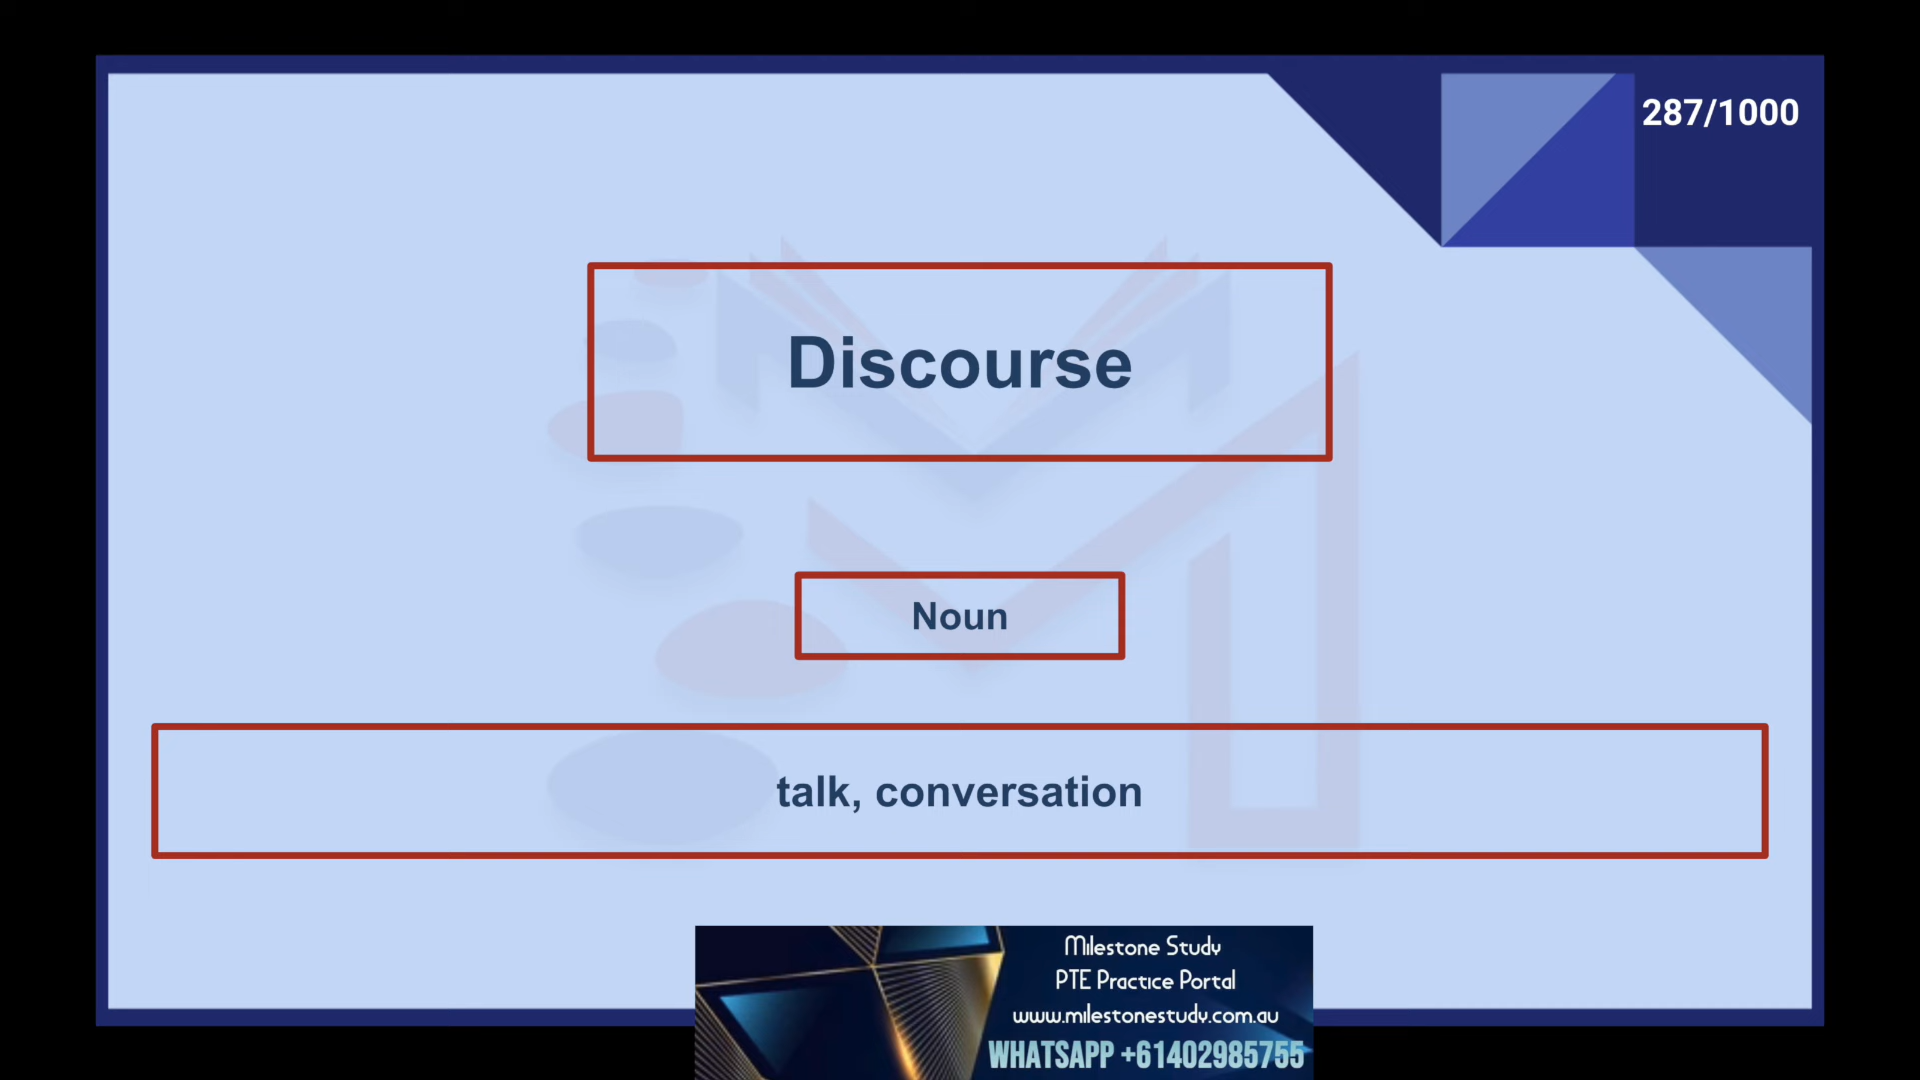 287/1000
Discourse
Noun
talk, conversation
Milestone Study
PTE Practice Portal
www.milestonestudy.com.au
WHATSAPP +61402985755